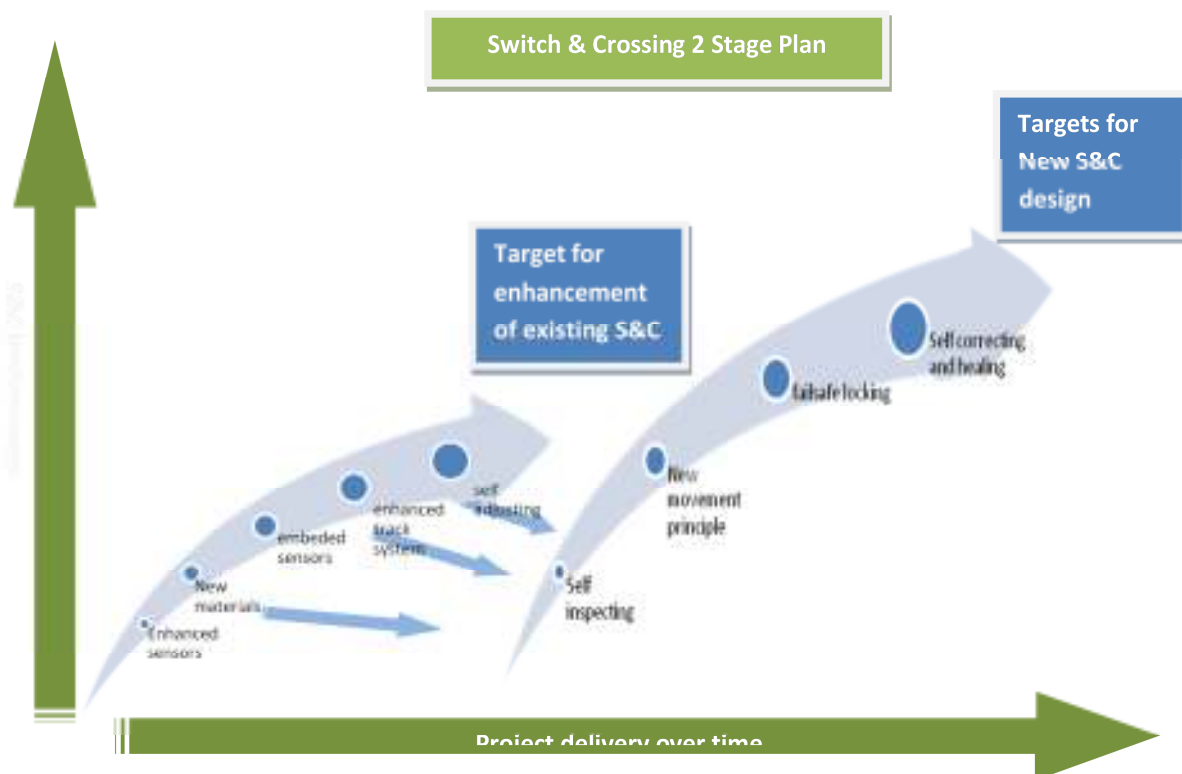 Switch & Crossing 2 Stage Plan
Targets for
New S&C
design
Target for
enhancement
of existing S&C
Self correcting
and healing
failsafe locking
New
movement
principle
Self
inspecting
self
adjusting
enhanced
track
system
embeded
sensors
New
materials
Enhanced
sensors
Project delivery over time